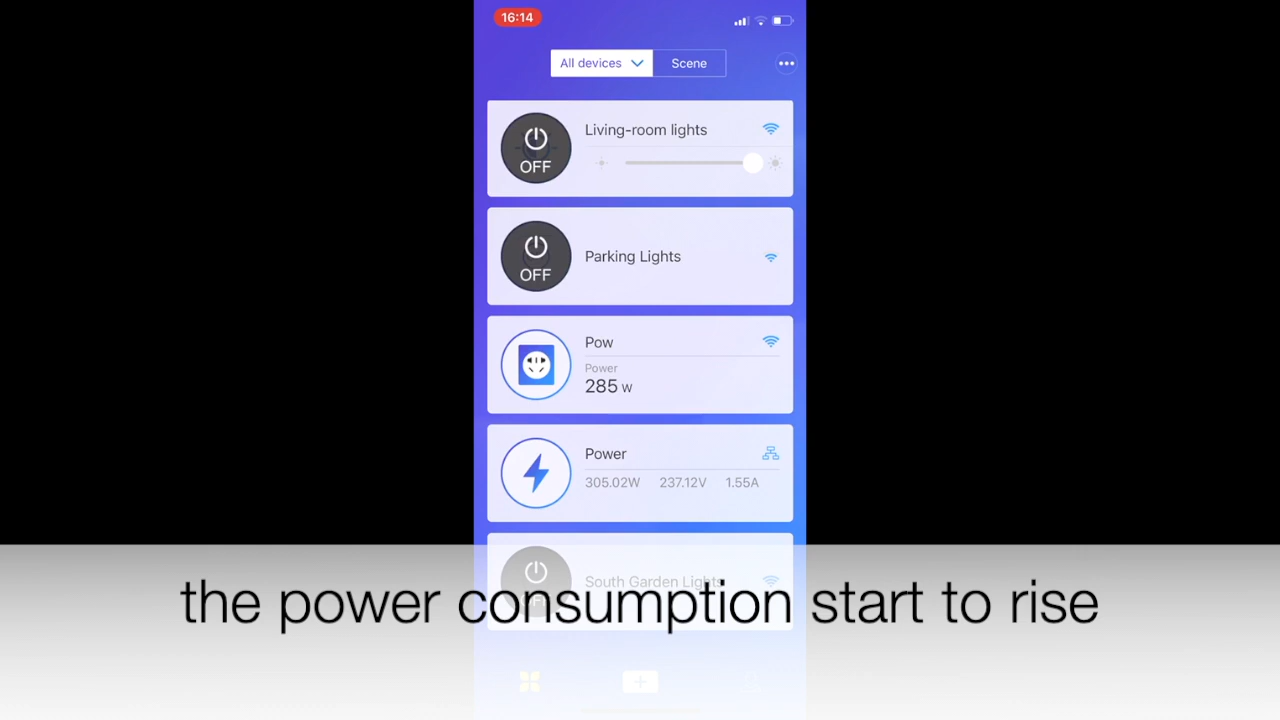 16:14
All devices
Scene
Living-room lights
OFF
Parking Lights
OFF
Pow
Power
285 W
Power
305.02W 237.12V 1.55A
South Garden Lights
OFF
the power consumption start to rise